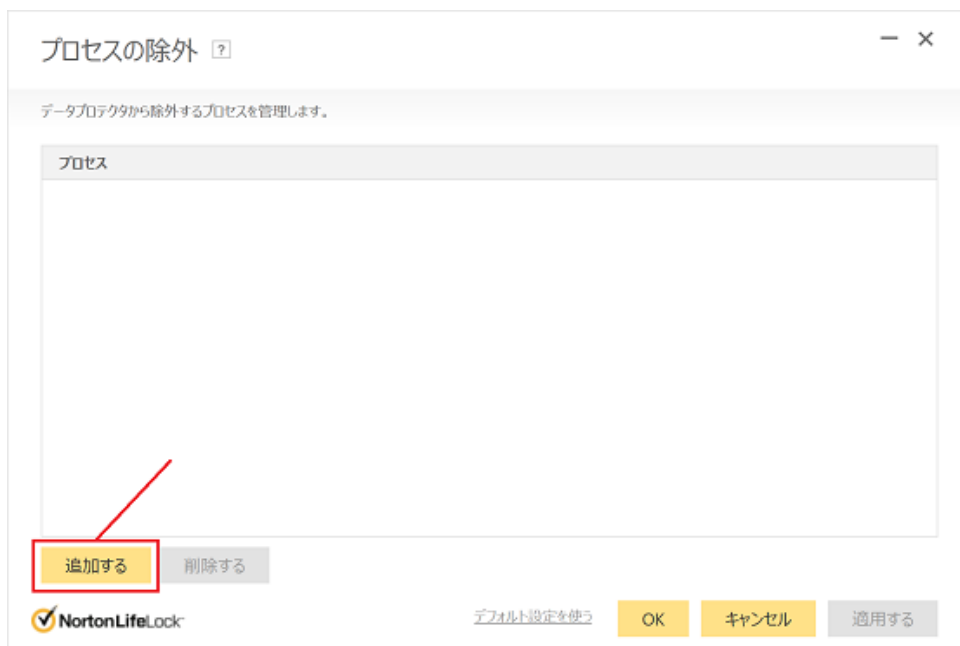 プロセスの除外 ?
データプロテクタから除外するプロセスを管理します。
プロセス
追加する 削除する
NortonLifeLock デフォルト設定を使う OK キャンセル 適用する